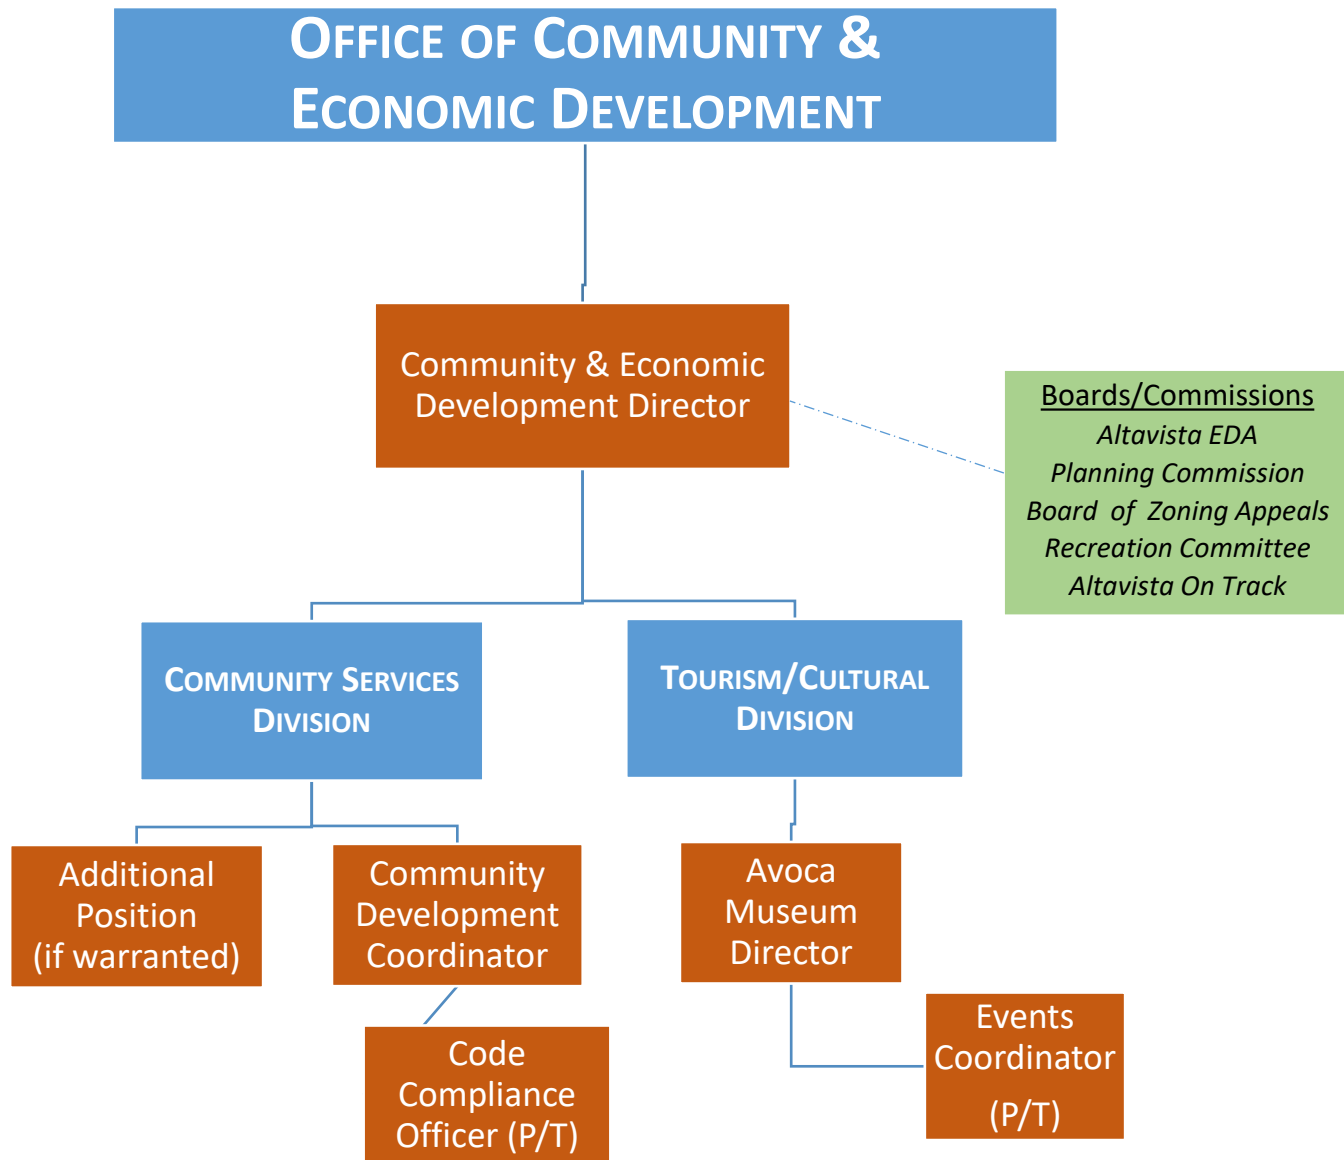 OFFICE OF COMMUNITY &
ECONOMIC DEVELOPMENT
Community & Economic
Development Director
Boards/Commissions
Altavista EDA
Planning Commission
Board of Zoning Appeals
Recreation Committee
Altavista On Track
COMMUNITY SERVICES
DIVISION
TOURISM/CULTURAL
DIVISION
Additional
Position
(if warranted)
Community
Development
Coordinator
Avoca
Museum
Director
Code
Compliance
Officer (P/T)
Events
Coordinator
(P/T)